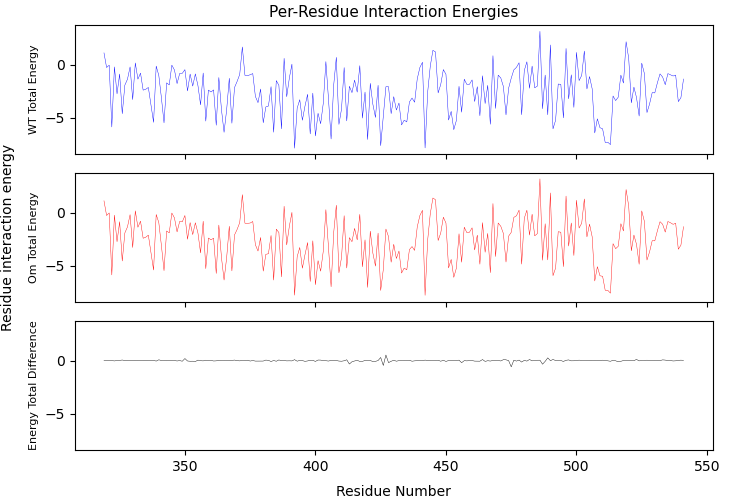 Per-Residue Interaction Energies
Residue interaction energy
WT Total Energy
0
−5
Om Total Energy
0
−5
Energy Total Difference
0
−5
350 400 450 500 550
Residue Number